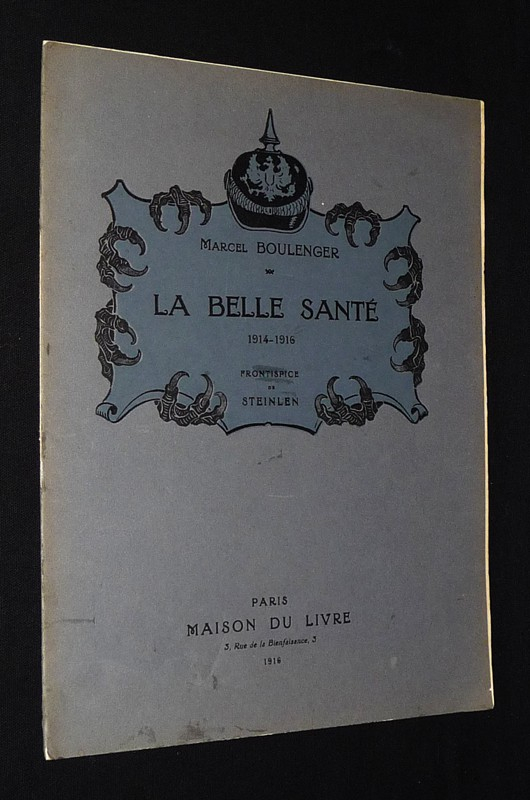 Marcel BOULENGER
LA BELLE SANTÉ
1914-1916
FRONTISPICE
DE
STEINLEN
PARIS
MAISON DU LIVRE
3, Rue de la Bienfaisance, 3
1916